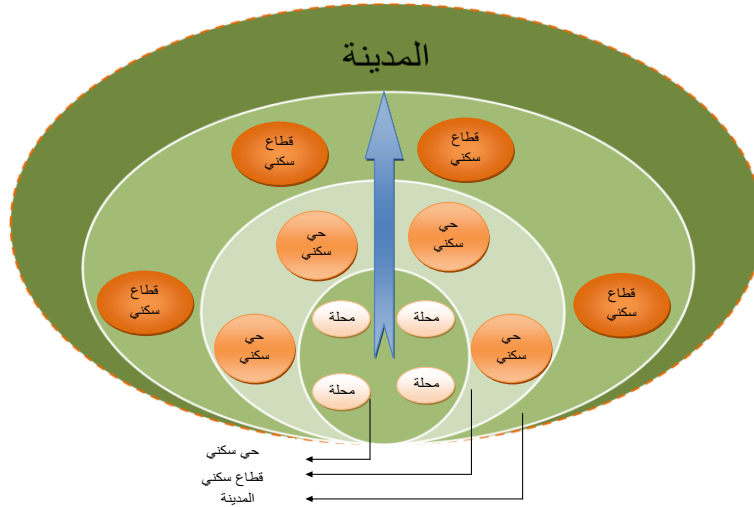 المدينة
قطاع
سكني
قطاع
سكني
حي
سكني
حي
سكني
قطاع
سكني
قطاع
سكني
محلة
محلة
حي
سكني
حي
سكني
محلة
محلة
حي سكني
قطاع سكني
المدينة